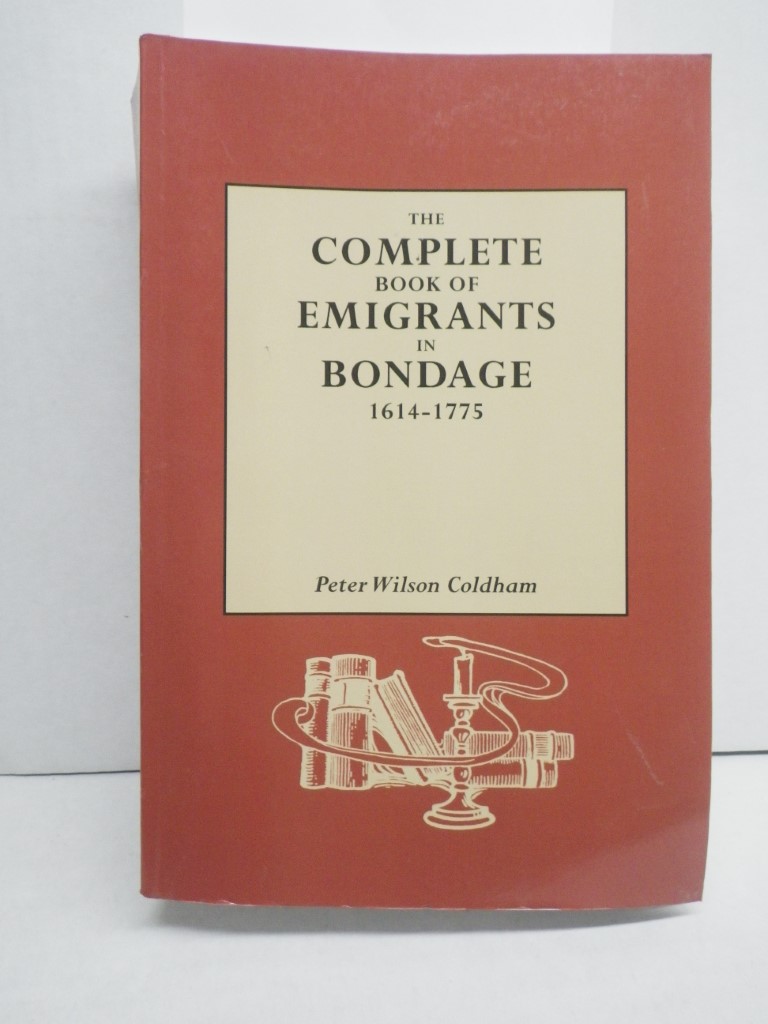 THE
COMPLETE
BOOK OF
EMIGRANTS
IN
BONDAGE
1614-1775
Peter Wilson Coldham